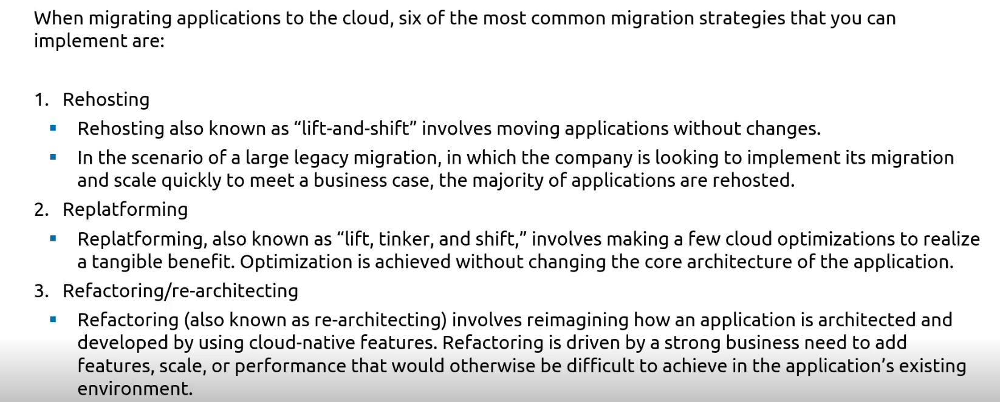 When migrating applications to the cloud, six of the most common migration strategies that you can
implement are:
1. Rehosting
▪ Rehosting also known as “lift-and-shift” involves moving applications without changes.
▪ In the scenario of a large legacy migration, in which the company is looking to implement its migration
and scale quickly to meet a business case, the majority of applications are rehosted.
2. Replatforming
▪ Replatforming, also known as “lift, tinker, and shift,” involves making a few cloud optimizations to realize
a tangible benefit. Optimization is achieved without changing the core architecture of the application.
3. Refactoring/re-architecting
▪ Refactoring (also known as re-architecting) involves reimagining how an application is architected and
developed by using cloud-native features. Refactoring is driven by a strong business need to add
features, scale, or performance that would otherwise be difficult to achieve in the application’s existing
environment.